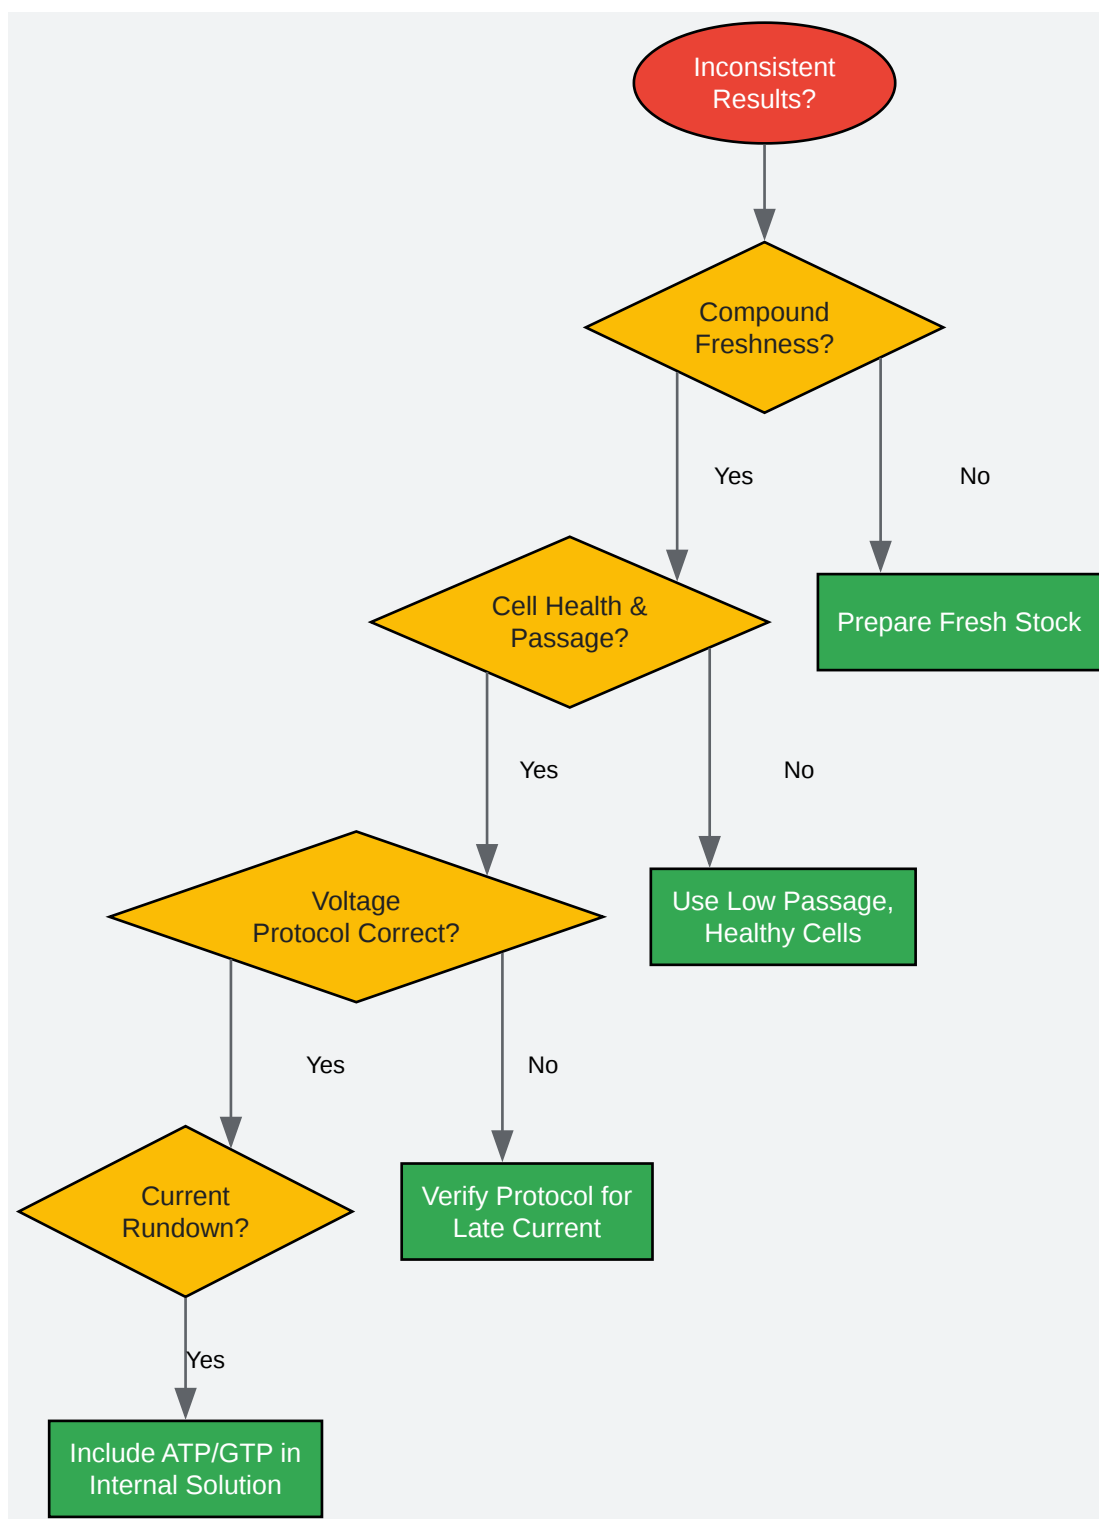 Inconsistent
Results?
Compound
Freshness?
Yes
No
Cell Health &
Passage?
Prepare Fresh Stock
Yes
No
Voltage
Protocol Correct?
Use Low Passage,
Healthy Cells
Yes
No
Current
Rundown?
Verify Protocol for
Late Current
Yes
Include ATP/GTP in
Internal Solution